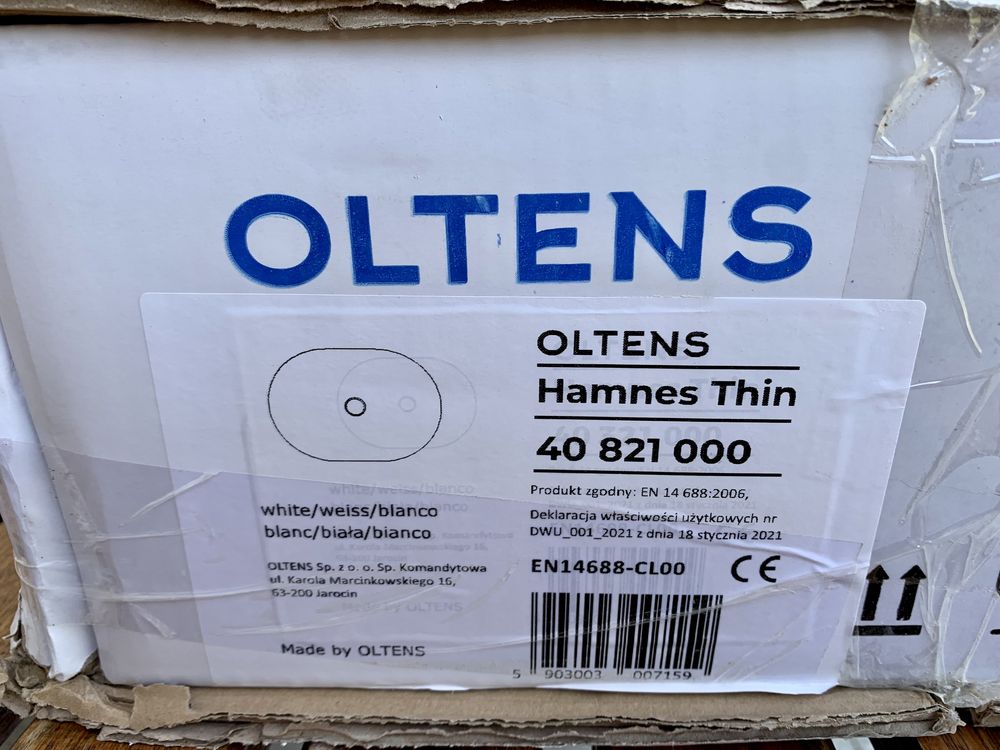 OLTENS
OLTENS
Hamnes Thin
40 821 000
Produkt zgodny: EN 14 688:2006,
Deklaracja właściwości użytkowych nr
DWU_001_2021 z dnia 18 stycznia 2021
EN14688-CL00 CE
white/weiss/blanco
blanc/biała/bianco
OLTENS Sp. z o. o. Sp. Komandytowa
ul. Karola Marcinkowskiego 16,
63-200 Jarocin
Made by OLTENS
5 903003 007159